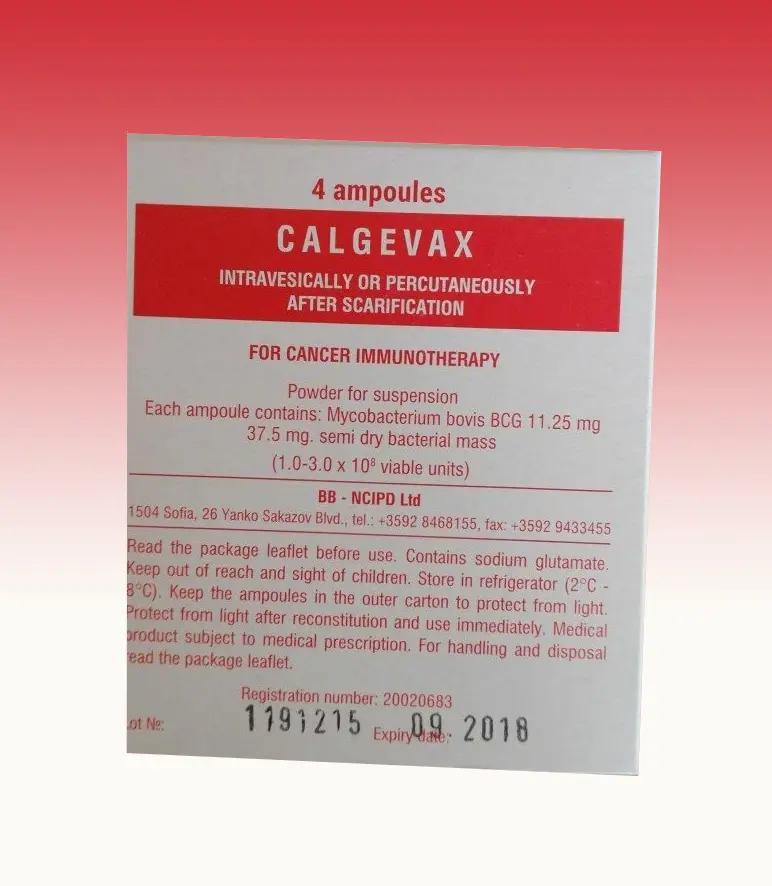 4 ampoules
CALGEVAX
INTRAVESICALLY OR PERCUTANEOUSLY
AFTER SCARIFICATION
FOR CANCER IMMUNOTHERAPY
Powder for suspension
Each ampoule contains: Mycobacterium bovis BCG 11.25 mg
37.5 mg. semi dry bacterial mass
(1.0-3.0 x 10⁸ viable units)
BB - NCIPD Ltd
1504 Sofia, 26 Yanko Sakazov Blvd., tel.: +3592 8468155, fax: +3592 9433455
Read the package leaflet before use. Contains sodium glutamate.
Keep out of reach and sight of children. Store in refrigerator (2°C -
8°C). Keep the ampoules in the outer carton to protect from light.
Protect from light after reconstitution and use immediately. Medical
product subject to medical prescription. For handling and disposal
read the package leaflet.
Registration number: 20020683
Lot №: 1191215 Expiry date: 09. 2018